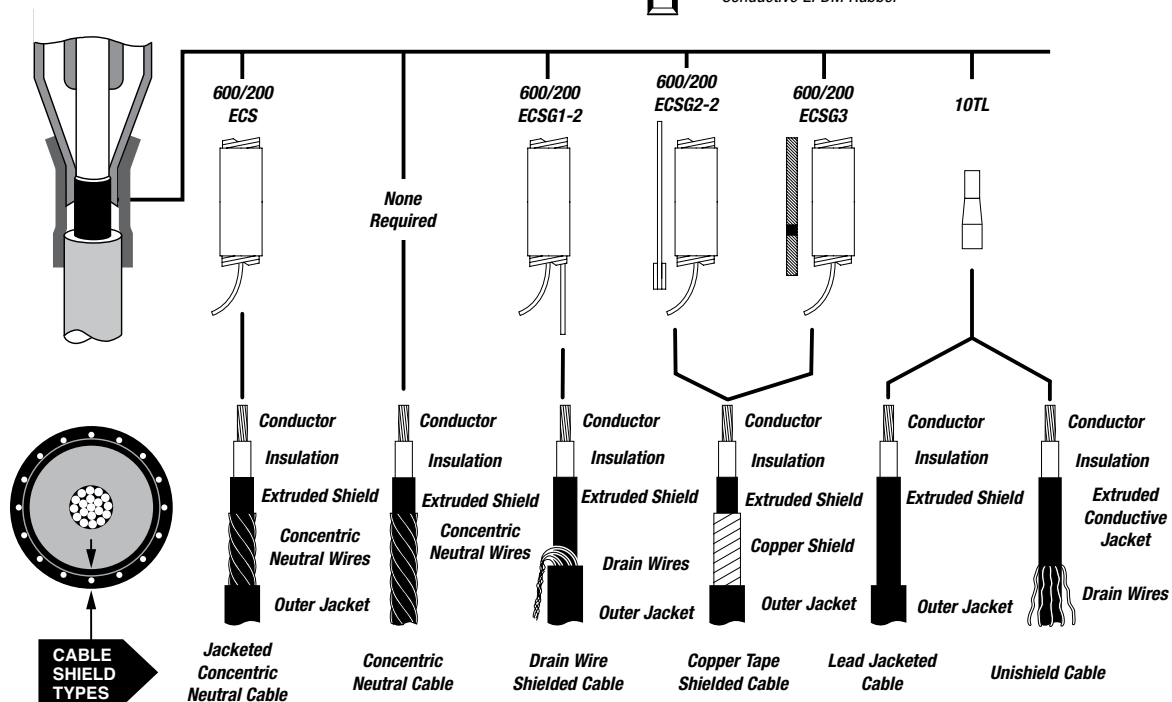 Conductive EPDM Rubber
600/200
ECS
None
Required
600/200
ECSG1-2
600/200
ECSG2-2
600/200
ECSG3
10TL
Conductor
Insulation
Extruded Shield
Concentric
Neutral Wires
Outer Jacket
Jacketed
Concentric
Neutral Cable
Conductor
Insulation
Extruded Shield
Concentric
Neutral Wires
Concentric
Neutral Cable
Conductor
Insulation
Extruded Shield
Drain Wires
Outer Jacket
Drain Wire
Shielded Cable
Conductor
Insulation
Extruded Shield
Copper Shield
Outer Jacket
Copper Tape
Shielded Cable
Conductor
Insulation
Extruded Shield
Outer Jacket
Lead Jacketed
Cable
Conductor
Insulation
Extruded
Conductive
Jacket
Drain Wires
Unishield Cable
CABLE
SHIELD
TYPES